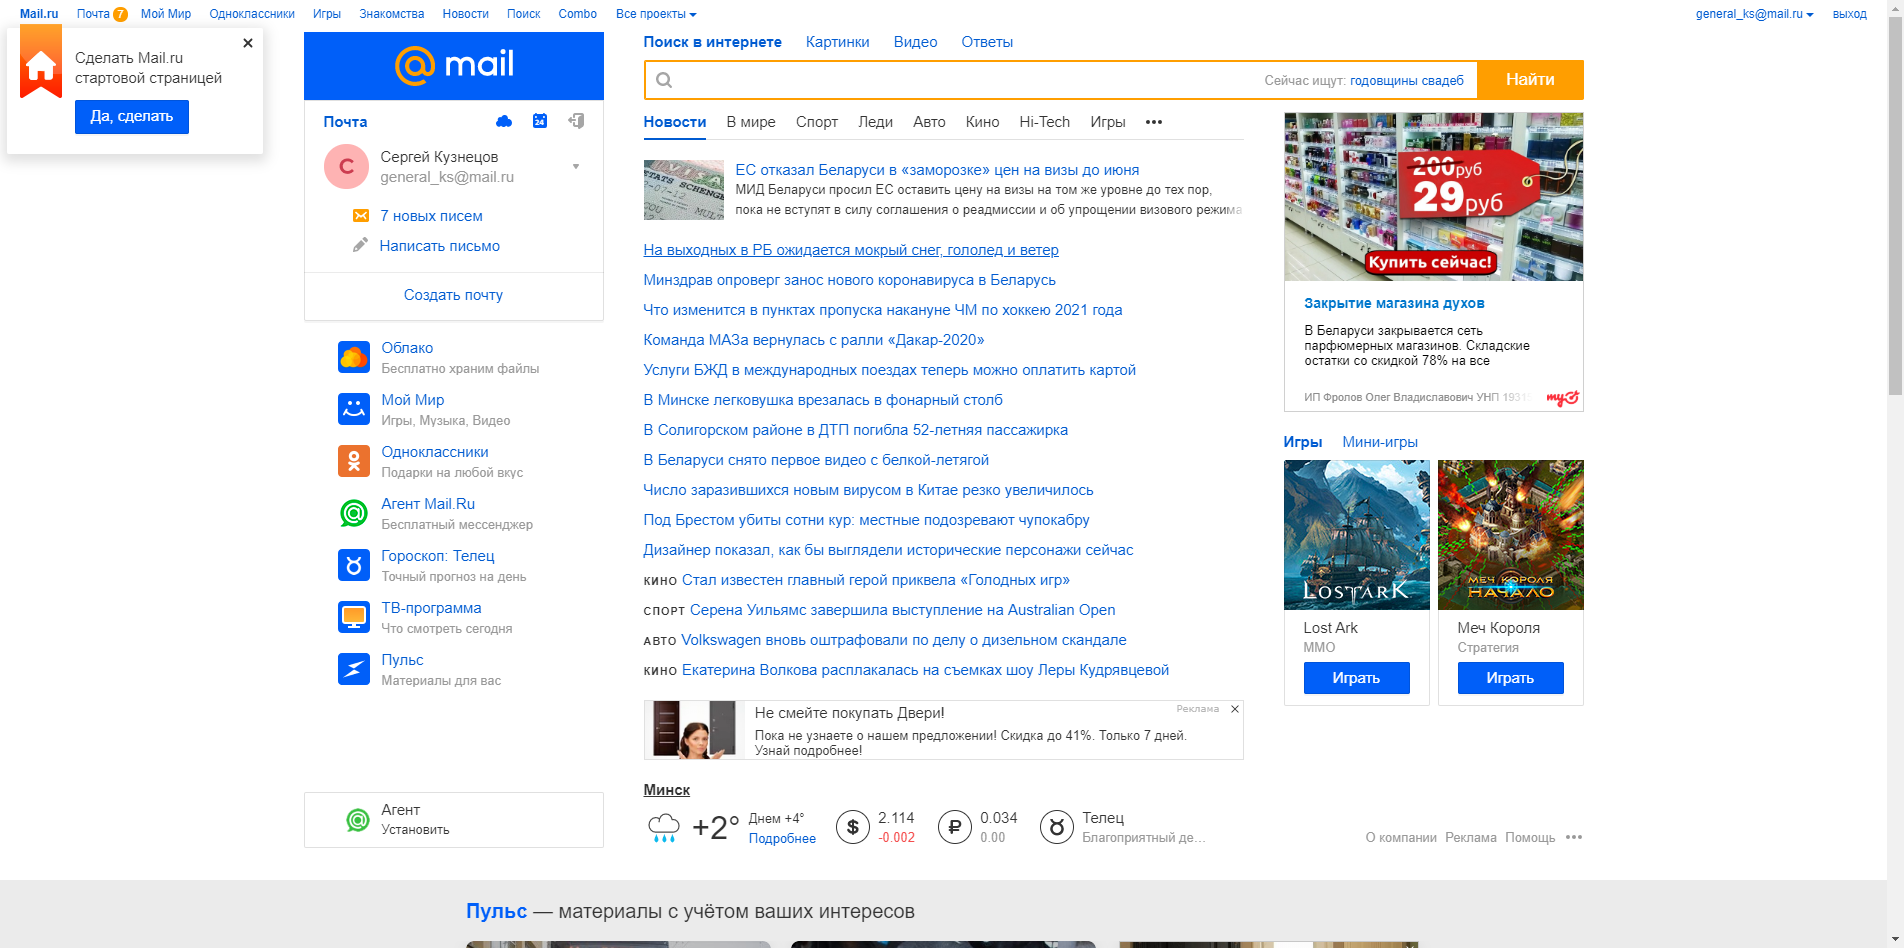 Mail.ru Почта 7 Мой Мир Одноклассники Игры Знакомства Новости Поиск Combo Все проекты
general_ks@mail.ru выход
Сделать Mail.ru
стартовой страницей
Да, сделать
mail
Почта
24
С
Сергей Кузнецов
general_ks@mail.ru
7 новых писем
Написать письмо
Создать почту
Облако
Бесплатно храним файлы
Мой Мир
Игры, Музыка, Видео
Одноклассники
Подарки на любой вкус
Агент Mail.Ru
Бесплатный мессенджер
Гороскоп: Телец
Точный прогноз на день
ТВ-программа
Что смотреть сегодня
Пульс
Материалы для вас
Агент
Установить
Поиск в интернете Картинки Видео Ответы
Сейчас ищут: годовщины свадеб
Найти
Новости В мире Спорт Леди Авто Кино Hi-Tech Игры •••
ETATS SCHENGE
ЕС отказал Беларуси в «заморозке» цен на визы до июня
МИД Беларуси просил ЕС оставить цену на визы на том же уровне до тех пор,
пока не вступят в силу соглашения о реадмиссии и об упрощении визового режима
На выходных в РБ ожидается мокрый снег, гололед и ветер
Минздрав опроверг занос нового коронавируса в Беларусь
Что изменится в пунктах пропуска накануне ЧМ по хоккею 2021 года
Команда МАЗа вернулась с ралли «Дакар-2020»
Услуги БЖД в международных поездах теперь можно оплатить картой
В Минске легковушка врезалась в фонарный столб
В Солигорском районе в ДТП погибла 52-летняя пассажирка
В Беларуси снято первое видео с белкой-летягой
Число заразившихся новым вирусом в Китае резко увеличилось
Под Брестом убиты сотни кур: местные подозревают чупокабру
Дизайнер показал, как бы выглядели исторические персонажи сейчас
КИНО Стал известен главный герой приквела «Голодных игр»
СПОРТ Серена Уильямс завершила выступление на Australian Open
АВТО Volkswagen вновь оштрафовали по делу о дизельном скандале
КИНО Екатерина Волкова расплакалась на съемках шоу Леры Кудрявцевой
Не смейте покупать Двери!
Реклама
Пока не узнаете о нашем предложении! Скидка до 41%. Только 7 дней.
Узнай подробнее!
Минск
+2° Днем +4°
Подробнее
$ 2.114
-0.002
₽ 0.034
0.00
Телец
Благоприятный де...
200руб
29руб
Купить сейчас!
Закрытие магазина духов
В Беларуси закрывается сеть
парфюмерных магазинов. Складские
остатки со скидкой 78% на все
ИП Фролов Олег Владиславович УНП 1931
my
Игры Мини-игры
LOST ARK
МЕЧ КОРОЛЯ
НАЧАЛО
Lost Ark
MMO
Играть
Меч Короля
Стратегия
Играть
О компании Реклама Помощь •••
Пульс — материалы с учётом ваших интересов